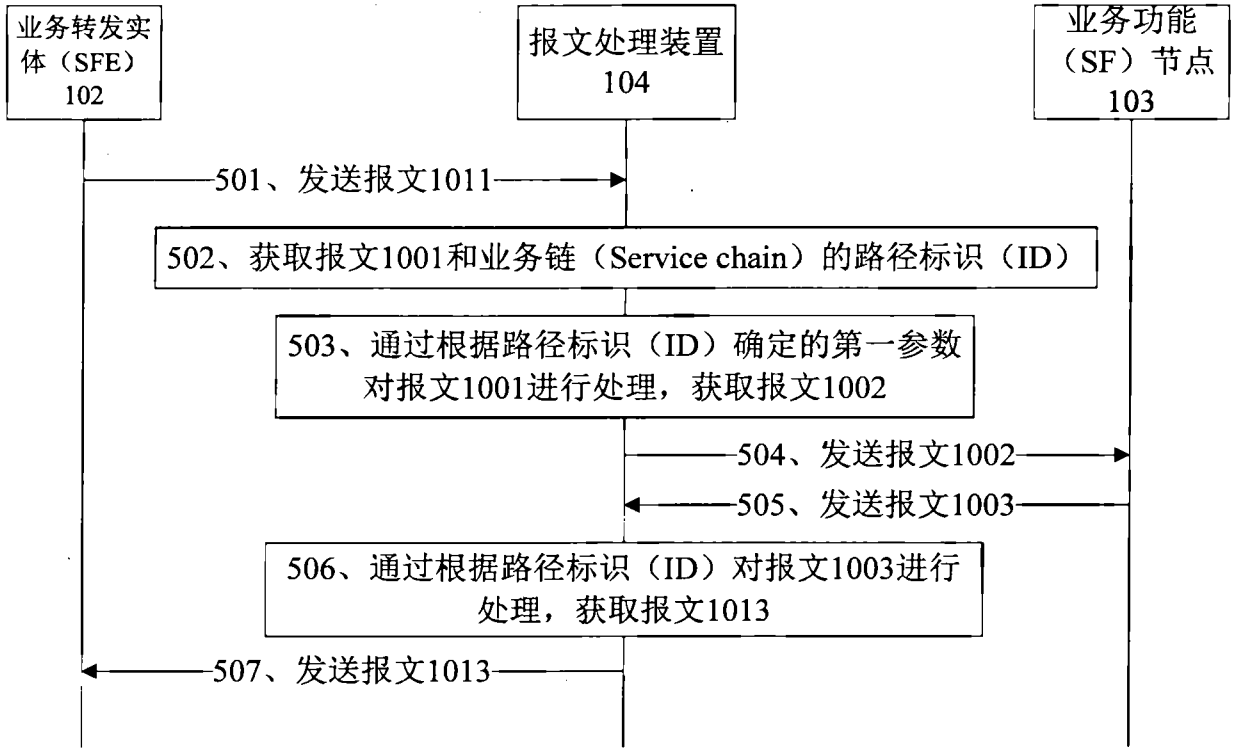 业务转发实
体（SFE）
102
报文处理装置
104
业务功能
（SF）节点
103
501、发送报文1011
502、获取报文1001和业务链（Service chain）的路径标识（ID）
503、通过根据路径标识（ID）确定的第一参数
对报文1001进行处理，获取报文1002
504、发送报文1002
505、发送报文1003
506、通过根据路径标识（ID）对报文1003进行
处理，获取报文1013
507、发送报文1013